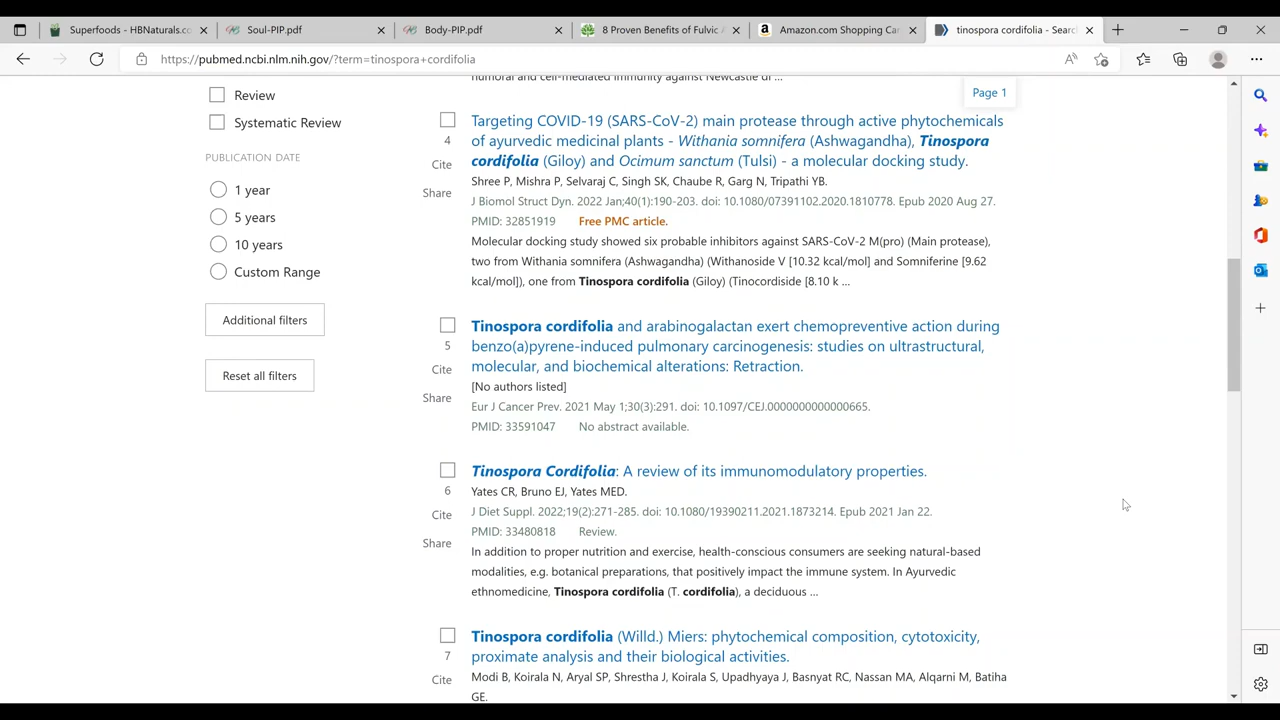 Superfoods - HBNaturals.co
Soul-PIP.pdf
Body-PIP.pdf
8 Proven Benefits of Fulvic A
Amazon.com Shopping Car
tinospora cordifolia - Searc
https://pubmed.ncbi.nlm.nih.gov/?term=tinospora+cordifolia
humoral and cell-mediated immunity against Newcastle di ...
Page 1
Review
Systematic Review
PUBLICATION DATE
1 year
5 years
10 years
Custom Range
Additional filters
Reset all filters
4
Cite
Share
Targeting COVID-19 (SARS-CoV-2) main protease through active phytochemicals
of ayurvedic medicinal plants - Withania somnifera (Ashwagandha), Tinospora
cordifolia (Giloy) and Ocimum sanctum (Tulsi) - a molecular docking study.
Shree P, Mishra P, Selvaraj C, Singh SK, Chaube R, Garg N, Tripathi YB.
J Biomol Struct Dyn. 2022 Jan;40(1):190-203. doi: 10.1080/07391102.2020.1810778. Epub 2020 Aug 27.
PMID: 32851919 Free PMC article.
Molecular docking study showed six probable inhibitors against SARS-CoV-2 M(pro) (Main protease),
two from Withania somnifera (Ashwagandha) (Withanoside V [10.32 kcal/mol] and Somniferine [9.62
kcal/mol]), one from Tinospora cordifolia (Giloy) (Tinocordiside [8.10 k ...
5
Cite
Share
Tinospora cordifolia and arabinogalactan exert chemopreventive action during
benzo(a)pyrene-induced pulmonary carcinogenesis: studies on ultrastructural,
molecular, and biochemical alterations: Retraction.
[No authors listed]
Eur J Cancer Prev. 2021 May 1;30(3):291. doi: 10.1097/CEJ.0000000000000665.
PMID: 33591047 No abstract available.
6
Cite
Share
Tinospora Cordifolia: A review of its immunomodulatory properties.
Yates CR, Bruno EJ, Yates MED.
J Diet Suppl. 2022;19(2):271-285. doi: 10.1080/19390211.2021.1873214. Epub 2021 Jan 22.
PMID: 33480818 Review.
In addition to proper nutrition and exercise, health-conscious consumers are seeking natural-based
modalities, e.g. botanical preparations, that positively impact the immune system. In Ayurvedic
ethnomedicine, Tinospora cordifolia (T. cordifolia), a deciduous ...
7
Cite
Tinospora cordifolia (Willd.) Miers: phytochemical composition, cytotoxicity,
proximate analysis and their biological activities.
Modi B, Koirala N, Aryal SP, Shrestha J, Koirala S, Upadhyaya J, Basnyat RC, Nassan MA, Alqarni M, Batiha
GE.